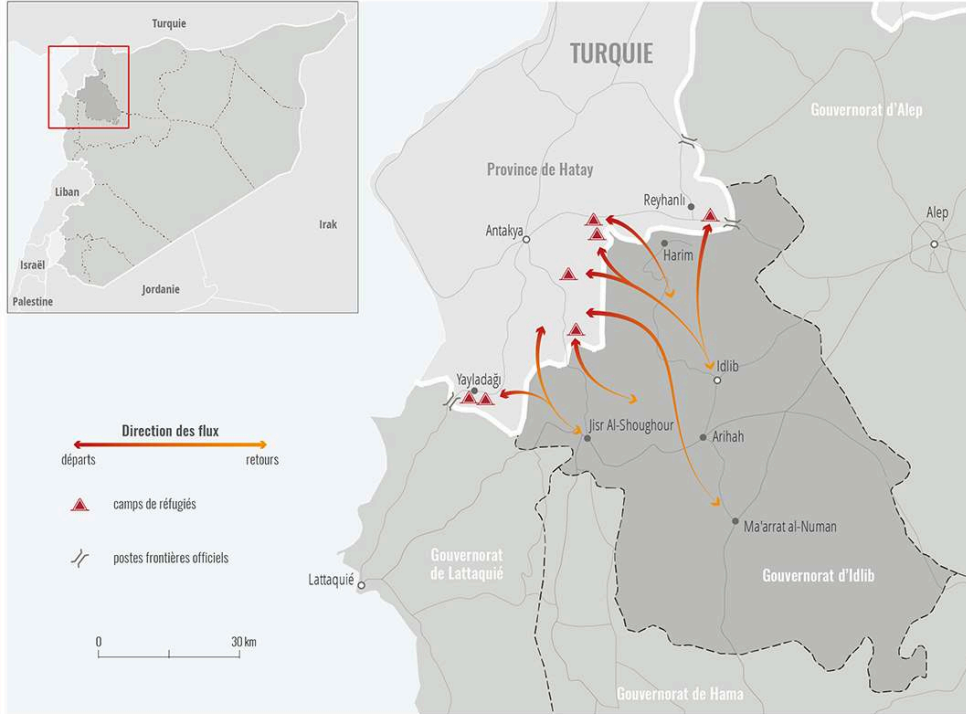 Turquie
Liban
Israël
Palestine
Jordanie
Irak
TURQUIE
Gouvernorat d'Alep
Province de Hatay
Reyhanlı
Antakya
Alep
Harim
Idlib
Yayladağı
Jisr Al-Shoughour
Arihah
Ma'arrat al-Numan
Gouvernorat d'Idlib
Gouvernorat
de Lattaquié
Lattaquié
Gouvernorat de Hama
Direction des flux
départs
retours
camps de réfugiés
postes frontières officiels
0
30 km